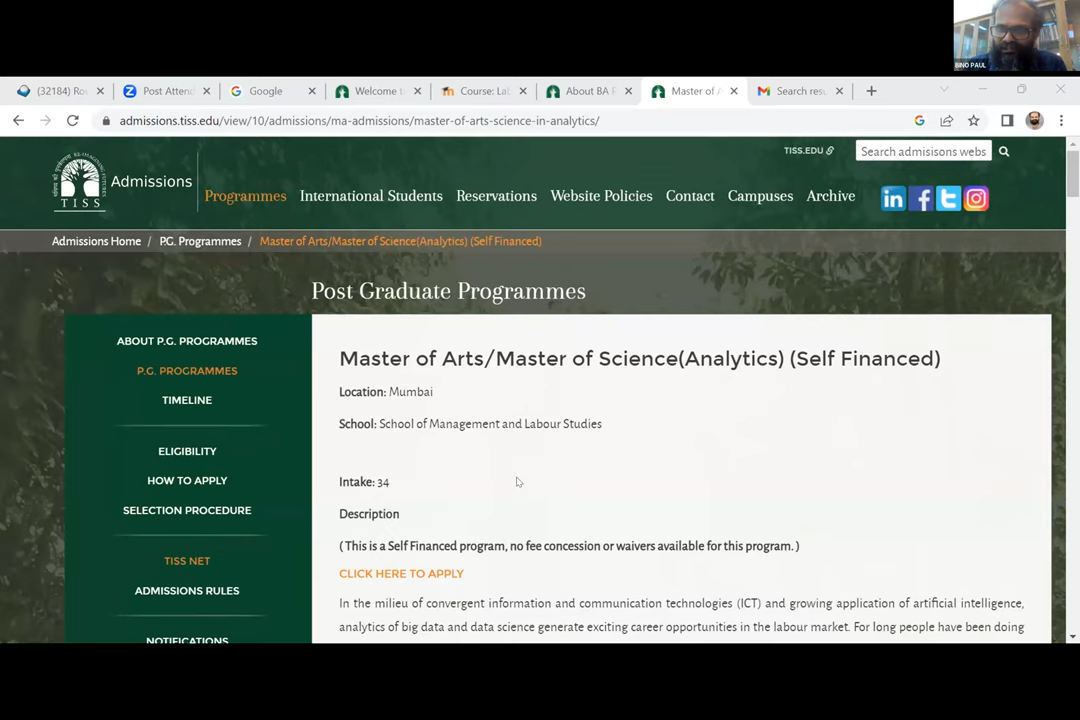 BINO PAUL
(32184) Ro
Post Attend
Google
Welcome t
Course: La
About BA
Master of
Search resu
admissions.tiss.edu/view/10/admissions/ma-admissions/master-of-arts-science-in-analytics/
TISS.EDU
Search admisisons webs
TISS
Admissions
Programmes
International Students
Reservations
Website Policies
Contact
Campuses
Archive
Admissions Home / P.G. Programmes / Master of Arts/Master of Science(Analytics) (Self Financed)
Post Graduate Programmes
ABOUT P.G. PROGRAMMES
P.G. PROGRAMMES
TIMELINE
ELIGIBILITY
HOW TO APPLY
SELECTION PROCEDURE
TISS NET
ADMISSIONS RULES
NOTIFICATIONS
Master of Arts/Master of Science(Analytics) (Self Financed)
Location: Mumbai
School: School of Management and Labour Studies
Intake: 34
Description
( This is a Self Financed program, no fee concession or waivers available for this program. )
CLICK HERE TO APPLY
In the milieu of convergent information and communication technologies (ICT) and growing application of artificial intelligence,
analytics of big data and data science generate exciting career opportunities in the labour market. For long people have been doing